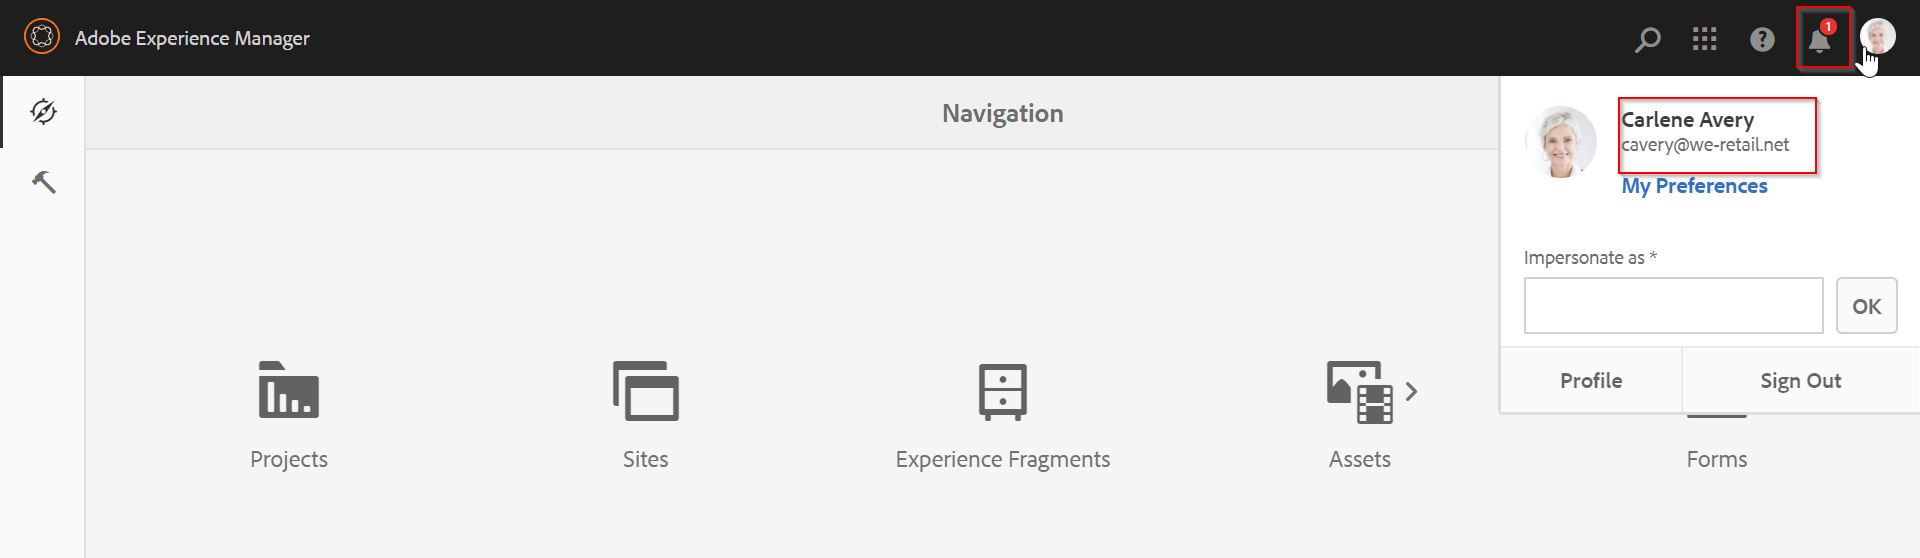 Adobe Experience Manager
?
1
Navigation
Carlene Avery
cavery@we-retail.net
My Preferences
Impersonate as *
OK
Profile
Sign Out
Projects
Sites
Experience Fragments
Assets
Forms